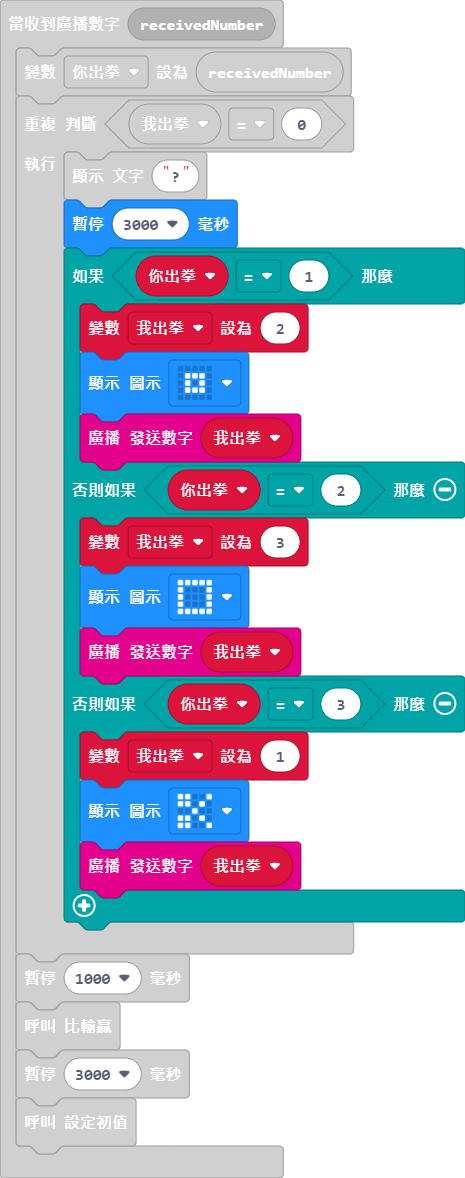 當收到廣播數字 receivedNumber
變數 你出拳 設為 receivedNumber
重複 判斷 我出拳 = 0
執行
顯示 文字 "?"
暫停 3000 毫秒
如果 你出拳 = 1 那麼
變數 我出拳 設為 2
顯示 圖示
廣播 發送數字 我出拳
否則如果 你出拳 = 2 那麼
變數 我出拳 設為 3
顯示 圖示
廣播 發送數字 我出拳
否則如果 你出拳 = 3 那麼
變數 我出拳 設為 1
顯示 圖示
廣播 發送數字 我出拳
暫停 1000 毫秒
呼叫 比輸贏
暫停 3000 毫秒
呼叫 設定初值